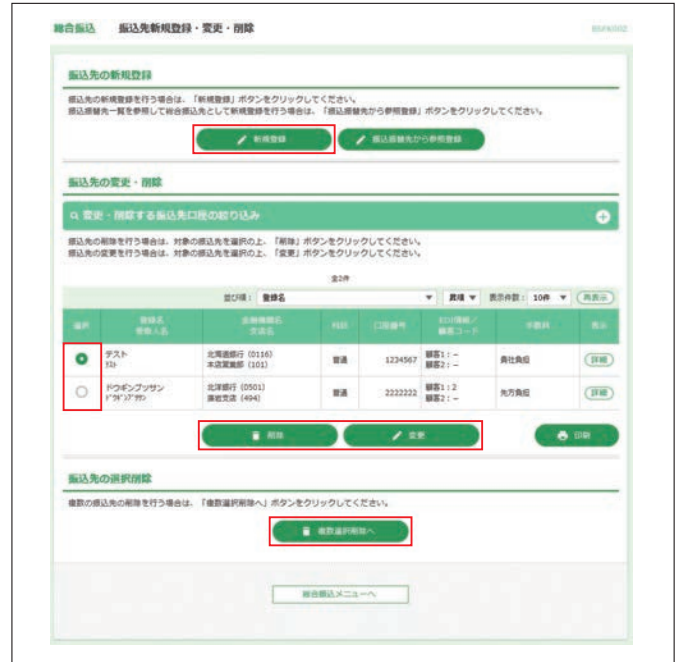 総合振込 振込先新規登録・変更・削除 BSFK002
振込先の新規登録
振込先の新規登録を行う場合は、「新規登録」ボタンをクリックしてください。
振込振替先一覧を参照して総合振込先として新規登録を行う場合は、「振込振替先から参照登録」ボタンをクリックしてください。
新規登録 振込振替先から参照登録
振込先の変更・削除
変更・削除する振込先口座の絞り込み
振込先の削除を行う場合は、対象の振込先を選択の上、「削除」ボタンをクリックしてください。
振込先の変更を行う場合は、対象の振込先を選択の上、「変更」ボタンをクリックしてください。
全2件
並び順： 登録名 昇順 表示件数： 10件 再表示
選択 登録名 金融機関名 科目 口座番号 EDI情報／ 手数料 表示
受取人名 支店名 顧客コード
テスト 北海道銀行 (0116) 普通 1234567 顧客1：− 貴社負担 詳細
ﾃｽﾄ 本店営業部 (101) 顧客2：−
ドウギンブッサン 北洋銀行 (0501) 普通 2222222 顧客1：2 先方負担 詳細
ﾄﾞｳｷﾞﾝﾌﾞﾂｻﾝ 支店 (494) 顧客2：−
削除 変更 印刷
振込先の選択削除
複数の振込先の削除を行う場合は、「複数選択削除へ」ボタンをクリックしてください。
複数選択削除へ
総合振込メニューへ